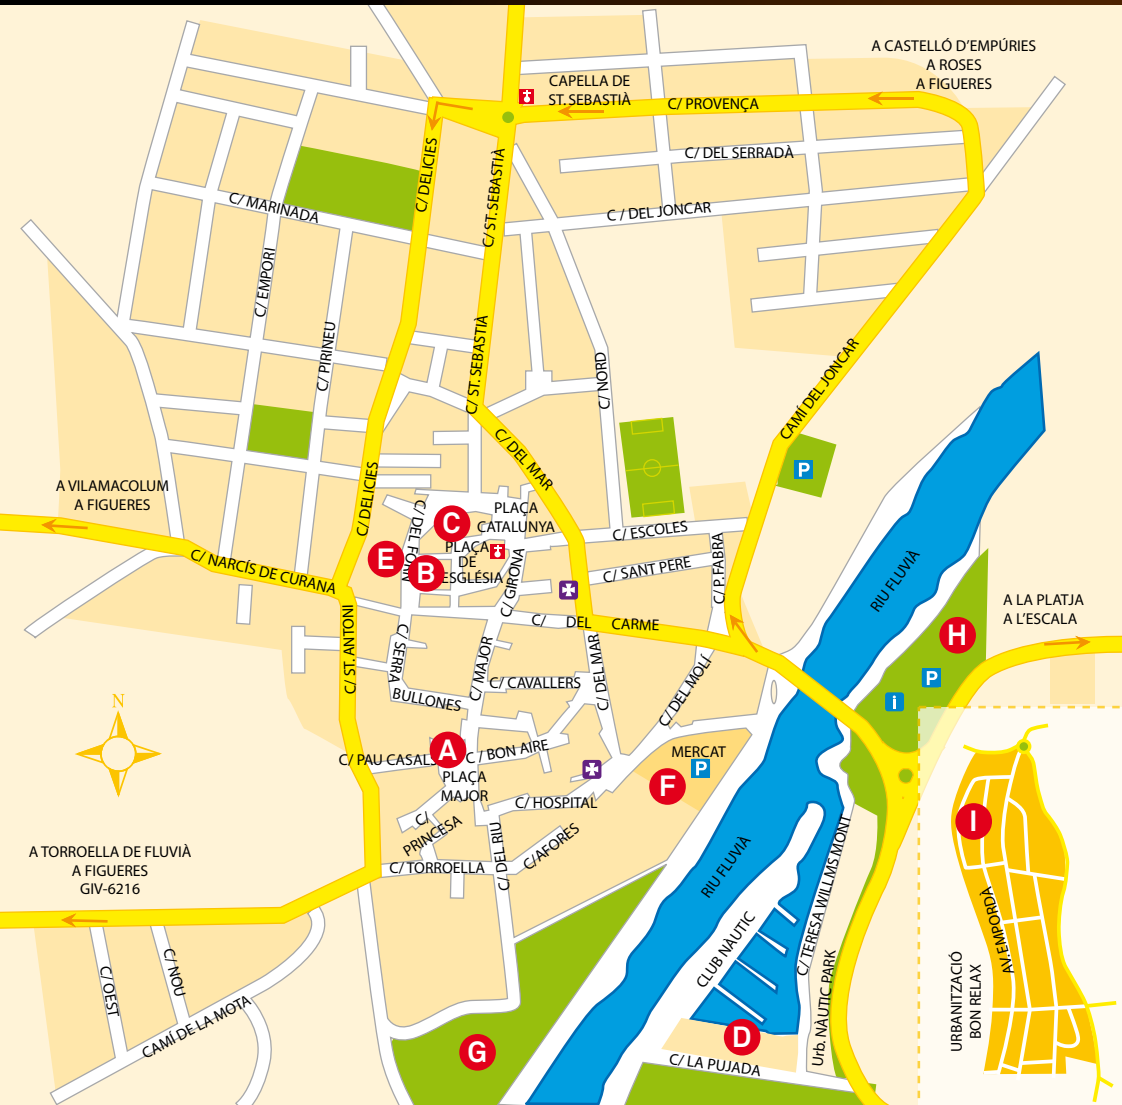 A CASTELLÓ D'EMPÚRIES
A ROSES
A FIGUERES
CAPELLA DE
ST. SEBASTIÀ
C/ PROVENÇA
C/ DELICIES
C/ ST. SEBASTIÀ
C/ DEL SERRADÀ
C/ MARINADA
C / DEL JONCAR
C/ EMPORI
C/ PIRINEU
C/ ST. SEBASTIÀ
C/ NORD
CAMÍ DEL JONCAR
C/ DEL MAR
P
A VILAMACOLUM
A FIGUERES
C/ DELICIES
C/ DEL FORN
C
PLAÇA
CATALUNYA
PLAÇA
DE
ESGLÉSIA
E
B
C/ GIRONA
C/ ESCOLES
C/ SANT PERE
C/ P. FABRA
C/ NARCÍS DE CURANA
RIU FLUVIÀ
A LA PLATJA
A L'ESCALA
H
P
i
C/ DEL CARME
C/ ST. ANTONI
C/ SERRA
C/ MAJOR
C/ DEL MAR
C/ DEL MOLÍ
C/ CAVALLERS
BULLONES
N
C/ PAU CASALS
A
C / BON AIRE
PLAÇA
MAJOR
MERCAT
P
F
C/ HOSPITAL
C/
PRINCESA
C/ DEL RIU
C/AFORES
C/ TORROELLA
A TORROELLA DE FLUVIÀ
A FIGUERES
GIV-6216
RIU FLUVIÀ
C/ TERESA WILLMS MONT
CLUB NÀUTIC
Urb. NÀUTIC PARK
I
AV. EMPORDA
URBANITZACIÓ
BON RELAX
C/ OEST
C/ NOU
CAMÍ DE LA MOTA
G
D
C/ LA PUJADA